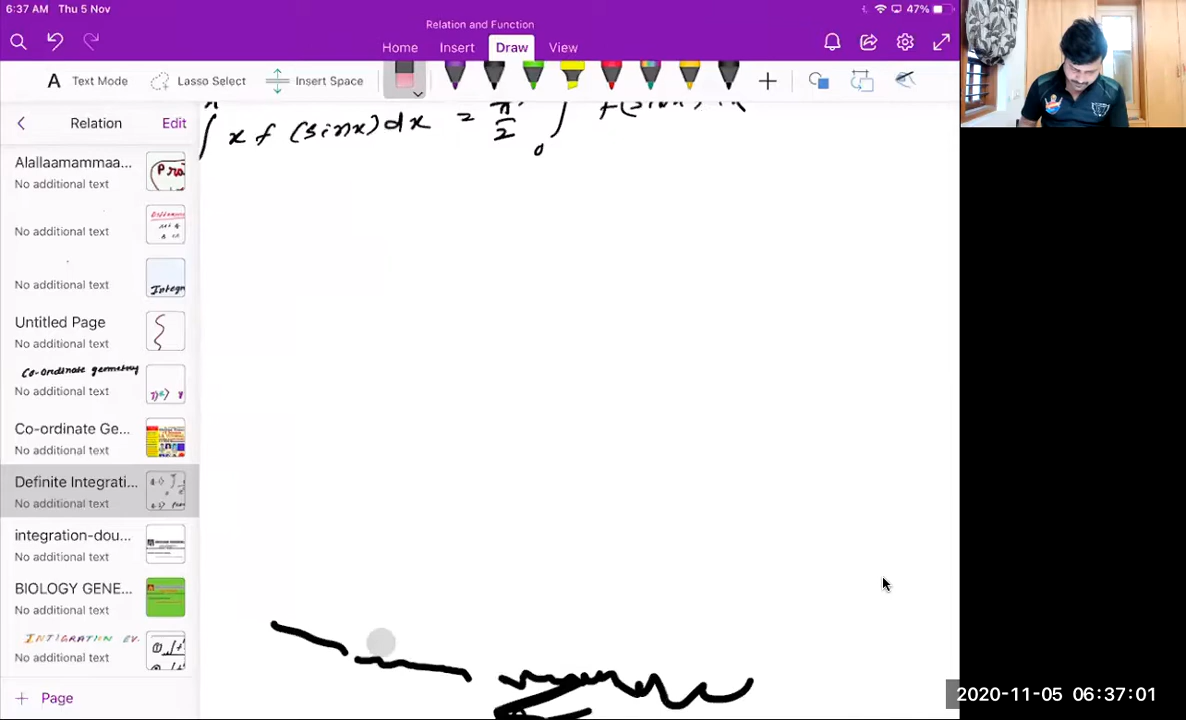 6:37 AM Thu 5 Nov
47%
Relation and Function
Home Insert Draw View
A Text Mode
Lasso Select
Insert Space
Relation
Edit
Alallaamammaa...
No additional text
No additional text
No additional text
Untitled Page
No additional text
Co-ordinate geometry
No additional text
Co-ordinate Ge...
No additional text
Definite Integrati...
No additional text
integration-dou...
No additional text
BIOLOGY GENE...
No additional text
INTIGRATION EV.
No additional text
+ Page
∫ x f (sinx) dx = π/2 ∫
0
2020-11-05 06:37:01